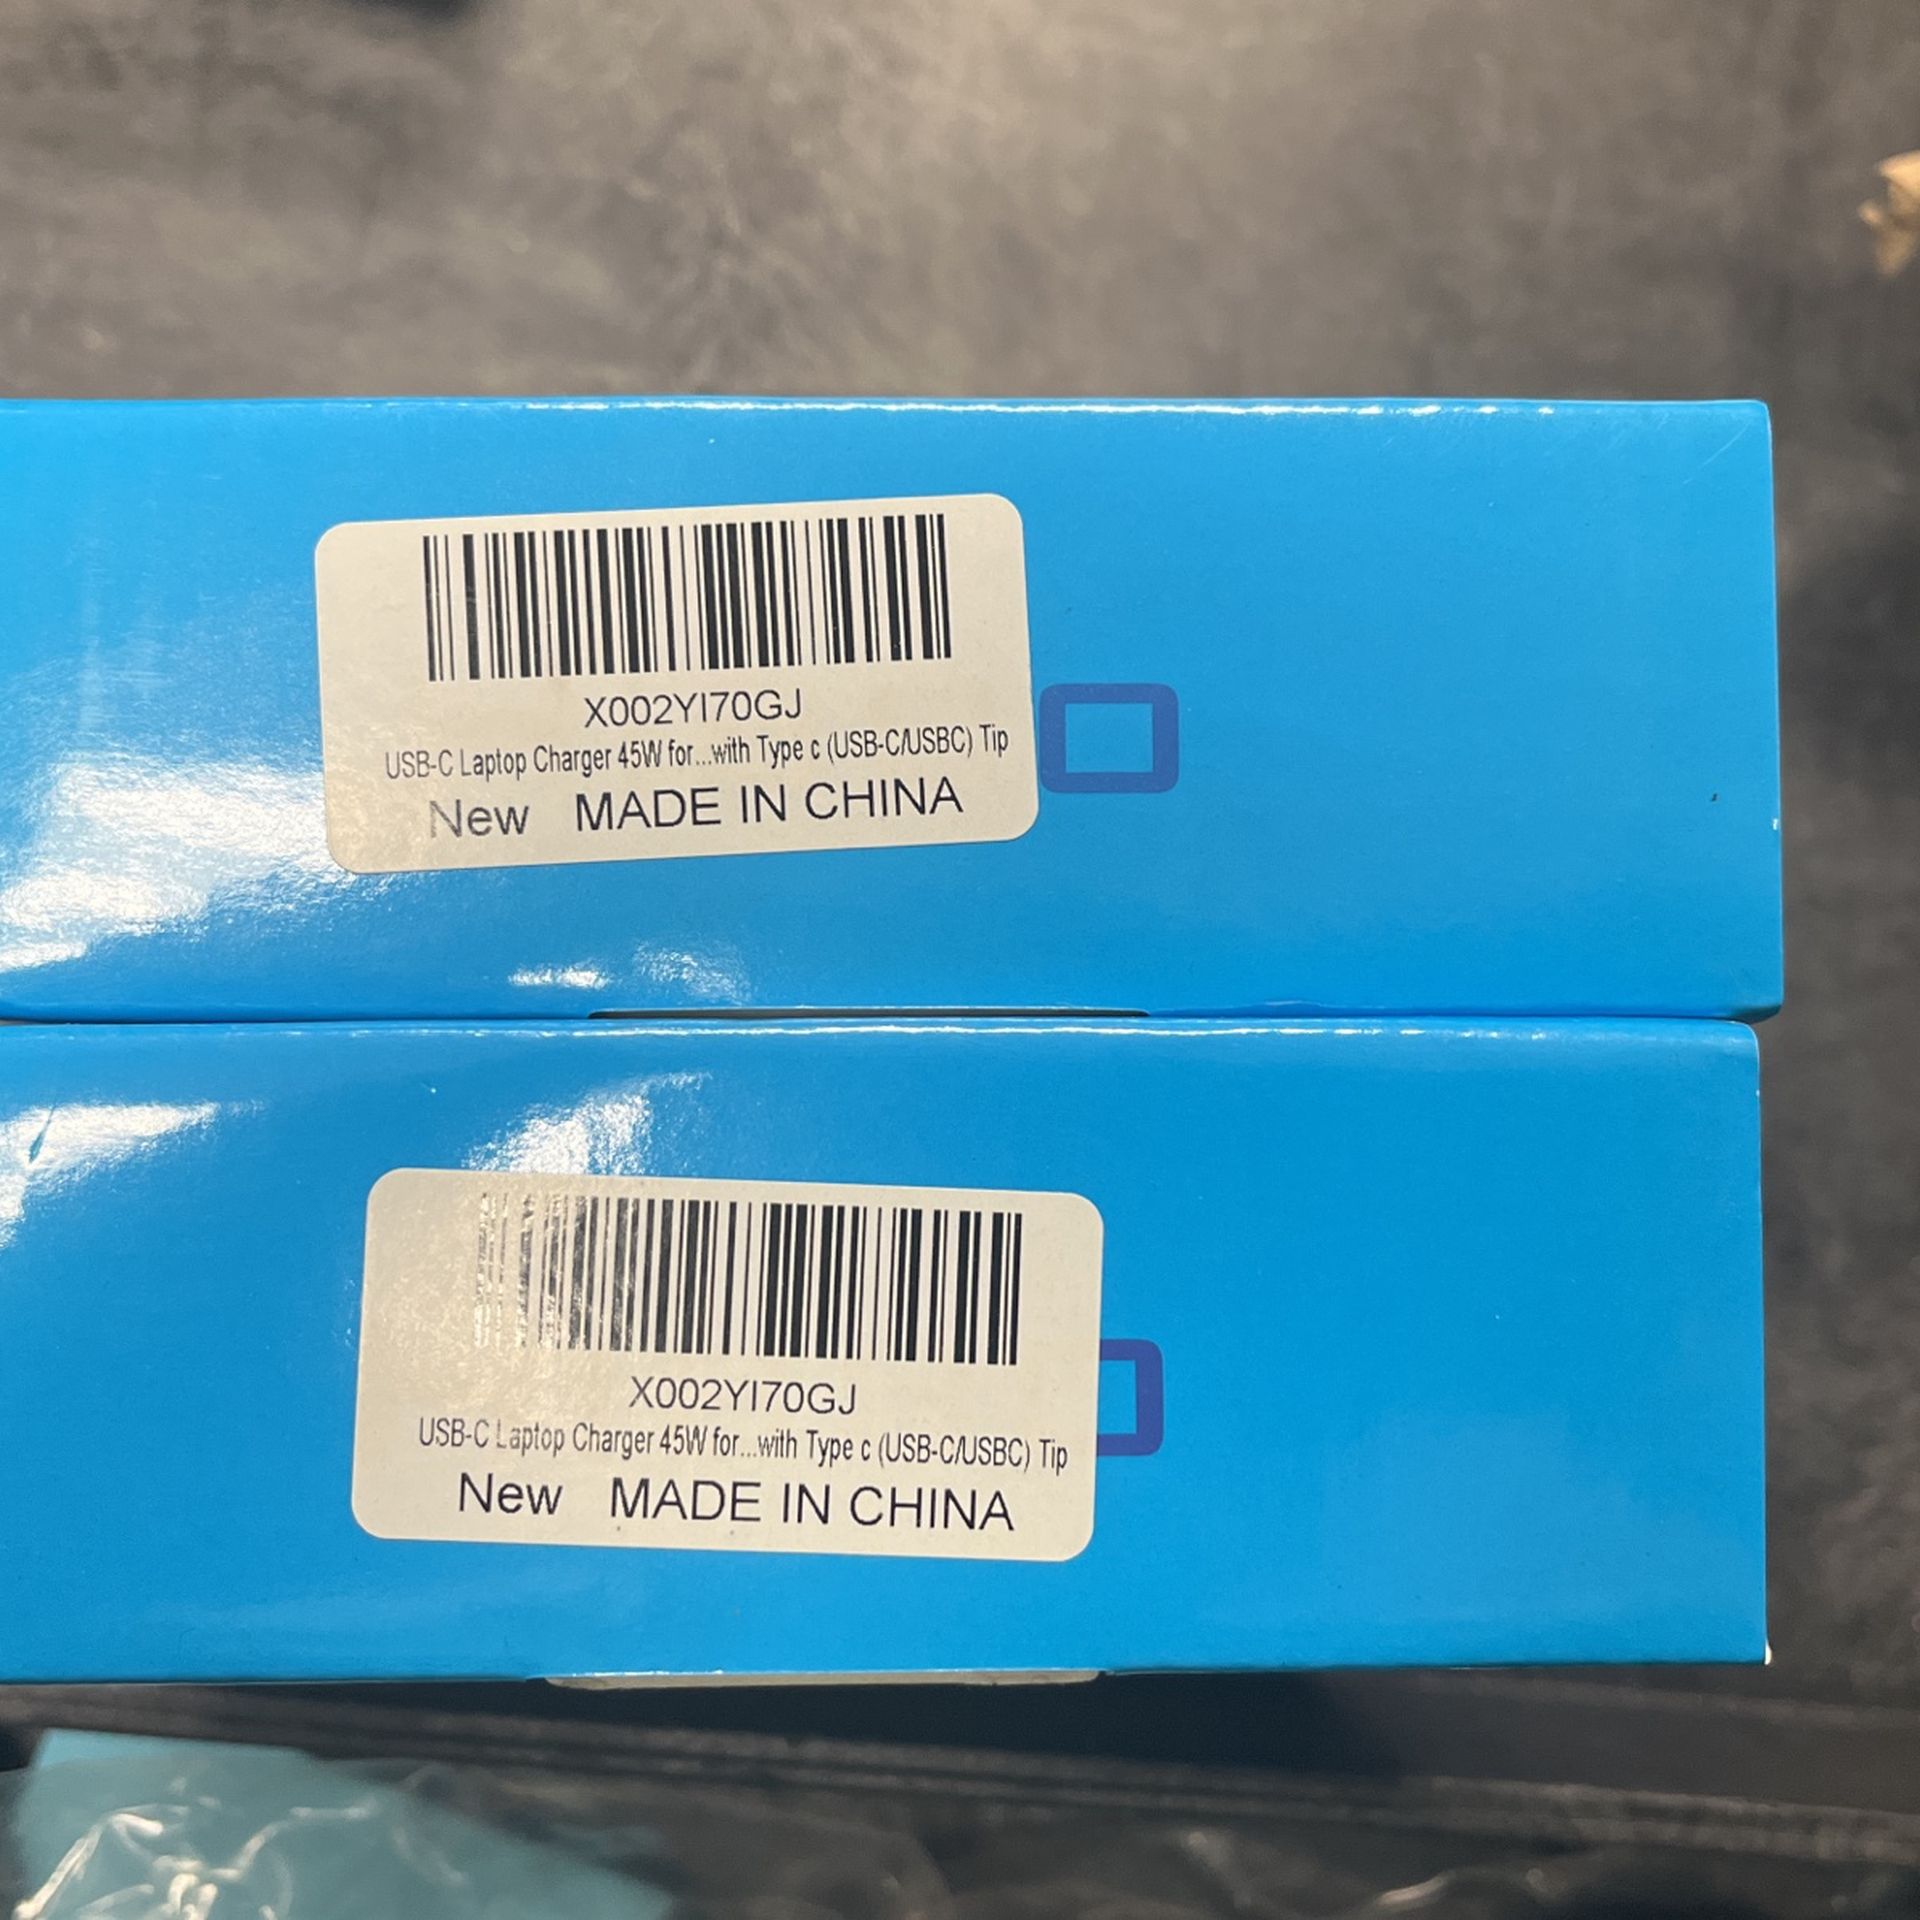 X002YI70GJ
USB-C Laptop Charger 45W for...with Type c (USB-C/USBC) Tip
New MADE IN CHINA
X002YI70GJ
USB-C Laptop Charger 45W for...with Type c (USB-C/USBC) Tip
New MADE IN CHINA